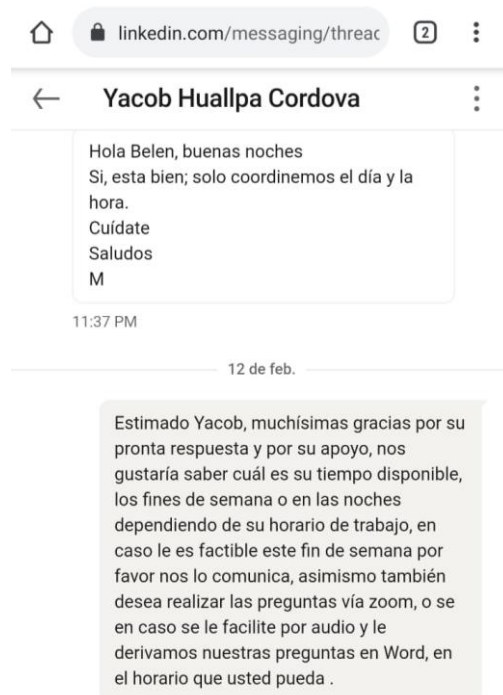 linkedin.com/messaging/threac
2
Yacob Huallpa Cordova
Hola Belen, buenas noches
Si, esta bien; solo coordinemos el día y la
hora.
Cuídate
Saludos
M
11:37 PM
12 de feb.
Estimado Yacob, muchísimas gracias por su
pronta respuesta y por su apoyo, nos
gustaría saber cuál es su tiempo disponible,
los fines de semana o en las noches
dependiendo de su horario de trabajo, en
caso le es factible este fin de semana por
favor nos lo comunica, asimismo también
desea realizar las preguntas vía zoom, o se
en caso se le facilite por audio y le
derivamos nuestras preguntas en Word, en
el horario que usted pueda .